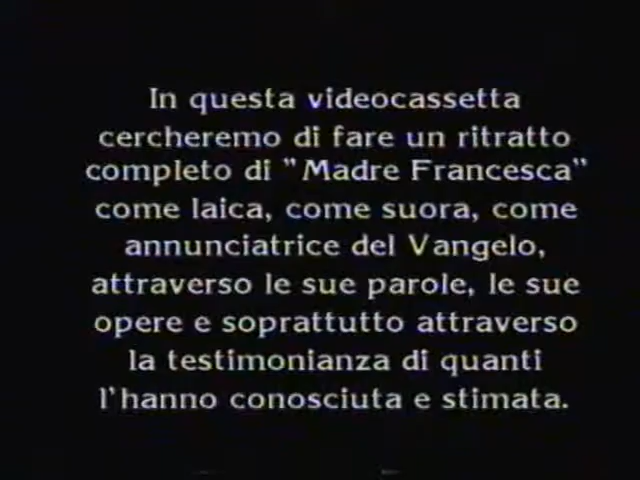 In questa videocassetta
cercheremo di fare un ritratto
completo di "Madre Francesca"
come laica, come suora, come
annunciatrice del Vangelo,
attraverso le sue parole, le sue
opere e soprattutto attraverso
la testimonianza di quanti
l'hanno conosciuta e stimata.